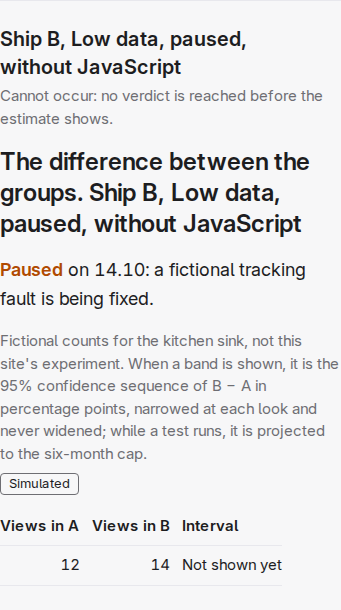 Ship B, Low data, paused,
without JavaScript
Cannot occur: no verdict is reached before the
estimate shows.
The difference between the
groups. Ship B, Low data,
paused, without JavaScript
Paused on 14.10: a fictional tracking
fault is being fixed.
Fictional counts for the kitchen sink, not this
site's experiment. When a band is shown, it is the
95% confidence sequence of B − A in
percentage points, narrowed at each look and
never widened; while a test runs, it is projected
to the six-month cap.
Simulated
Views in A Views in B Interval
12 14 Not shown yet